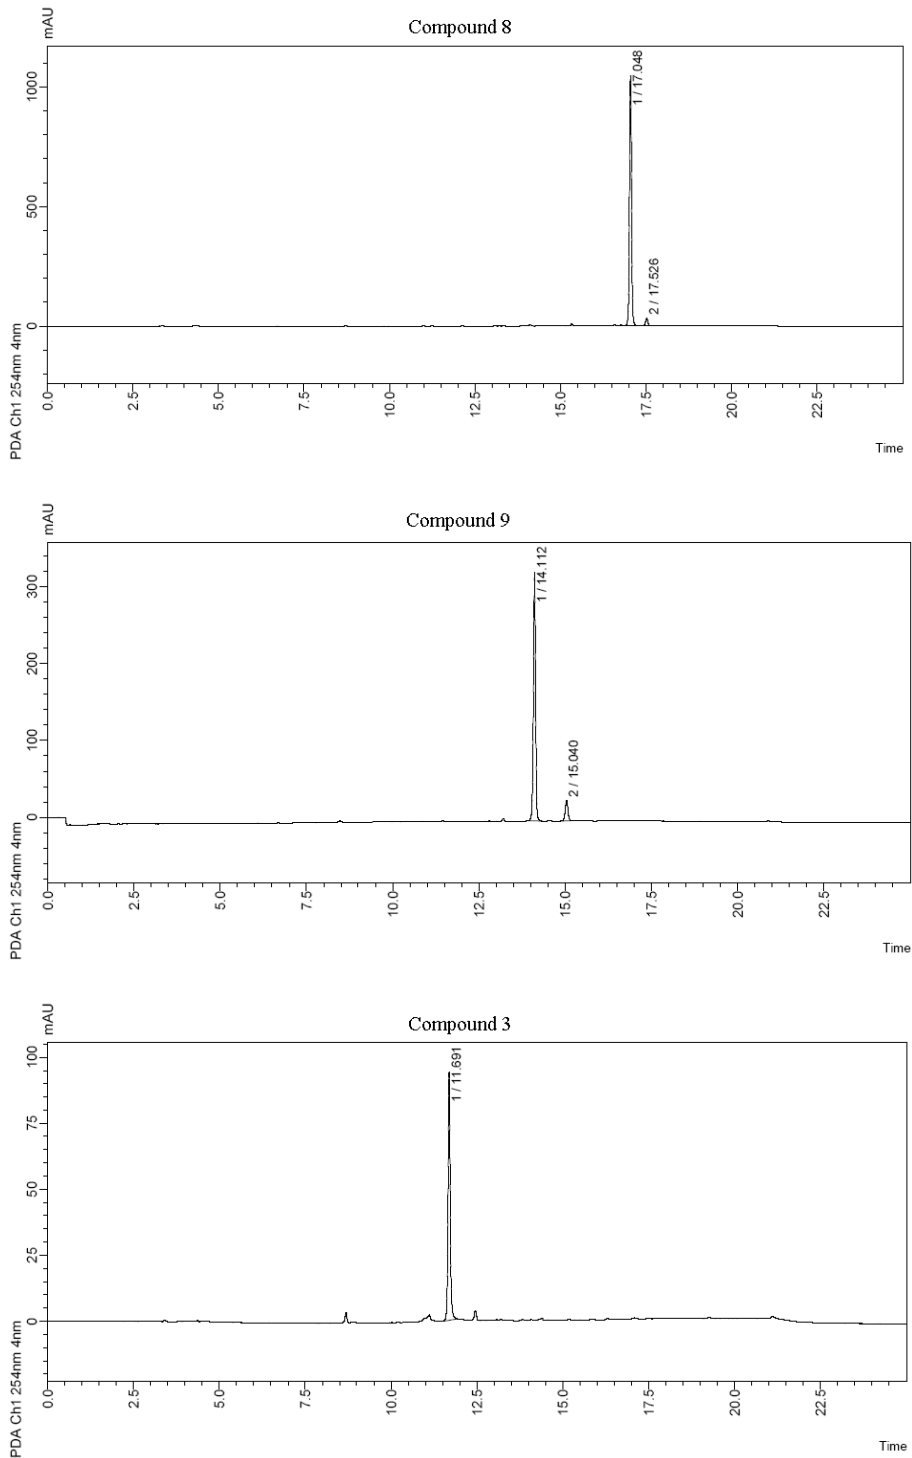 Compound 8
mAU
1000
500
0
PDA Ch1 254nm 4nm
1 / 17.048
2 / 17.526
0.0 2.5 5.0 7.5 10.0 12.5 15.0 17.5 20.0 22.5
Time
Compound 9
mAU
300
200
100
0
PDA Ch1 254nm 4nm
1 / 14.112
2 / 15.040
0.0 2.5 5.0 7.5 10.0 12.5 15.0 17.5 20.0 22.5
Time
Compound 3
mAU
100
75
50
25
0
PDA Ch1 254nm 4nm
1 / 11.691
0.0 2.5 5.0 7.5 10.0 12.5 15.0 17.5 20.0 22.5
Time